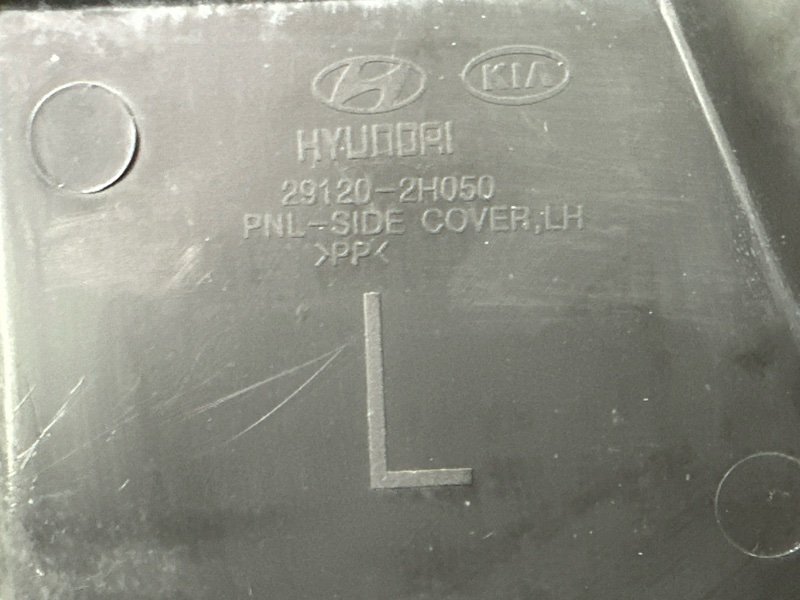 KIA
HYUNDAI
29120-2H050
PNL-SIDE COVER,LH
>PP<
L